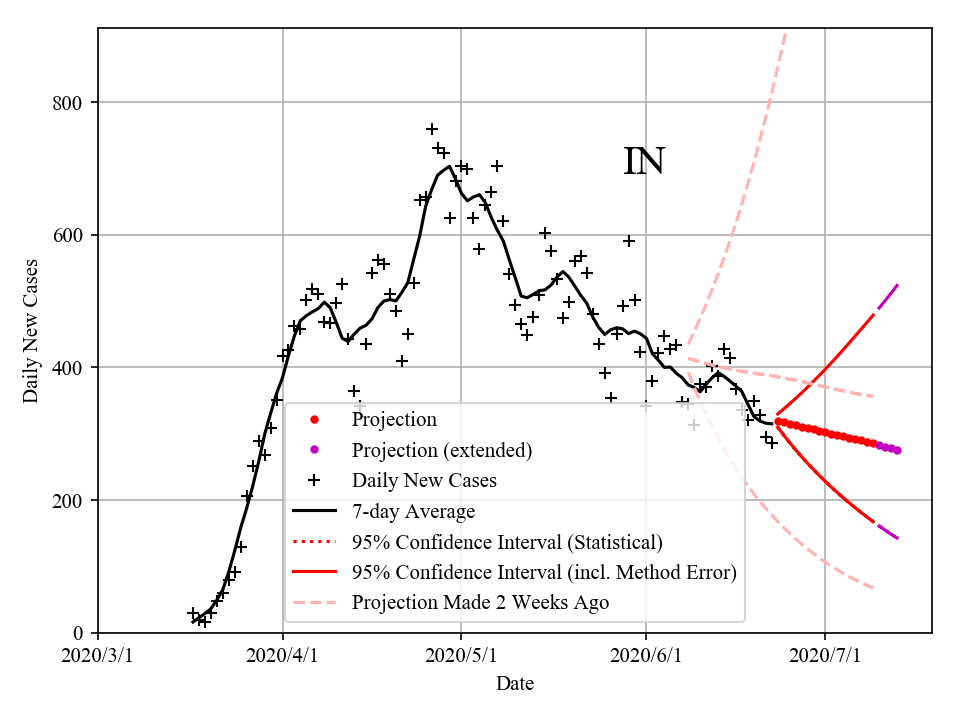 800
600
400
200
0
Daily New Cases
IN
Projection
Projection (extended)
Daily New Cases
7-day Average
95% Confidence Interval (Statistical)
95% Confidence Interval (incl. Method Error)
Projection Made 2 Weeks Ago
2020/3/1 2020/4/1 2020/5/1 2020/6/1 2020/7/1
Date